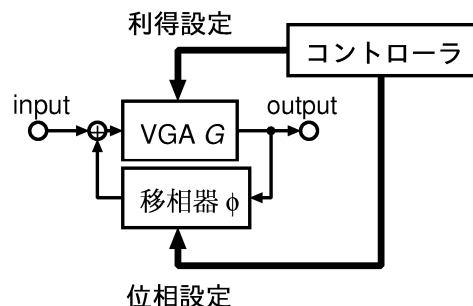 利得設定
コントローラ
input
output
VGA G
移相器 ϕ
位相設定